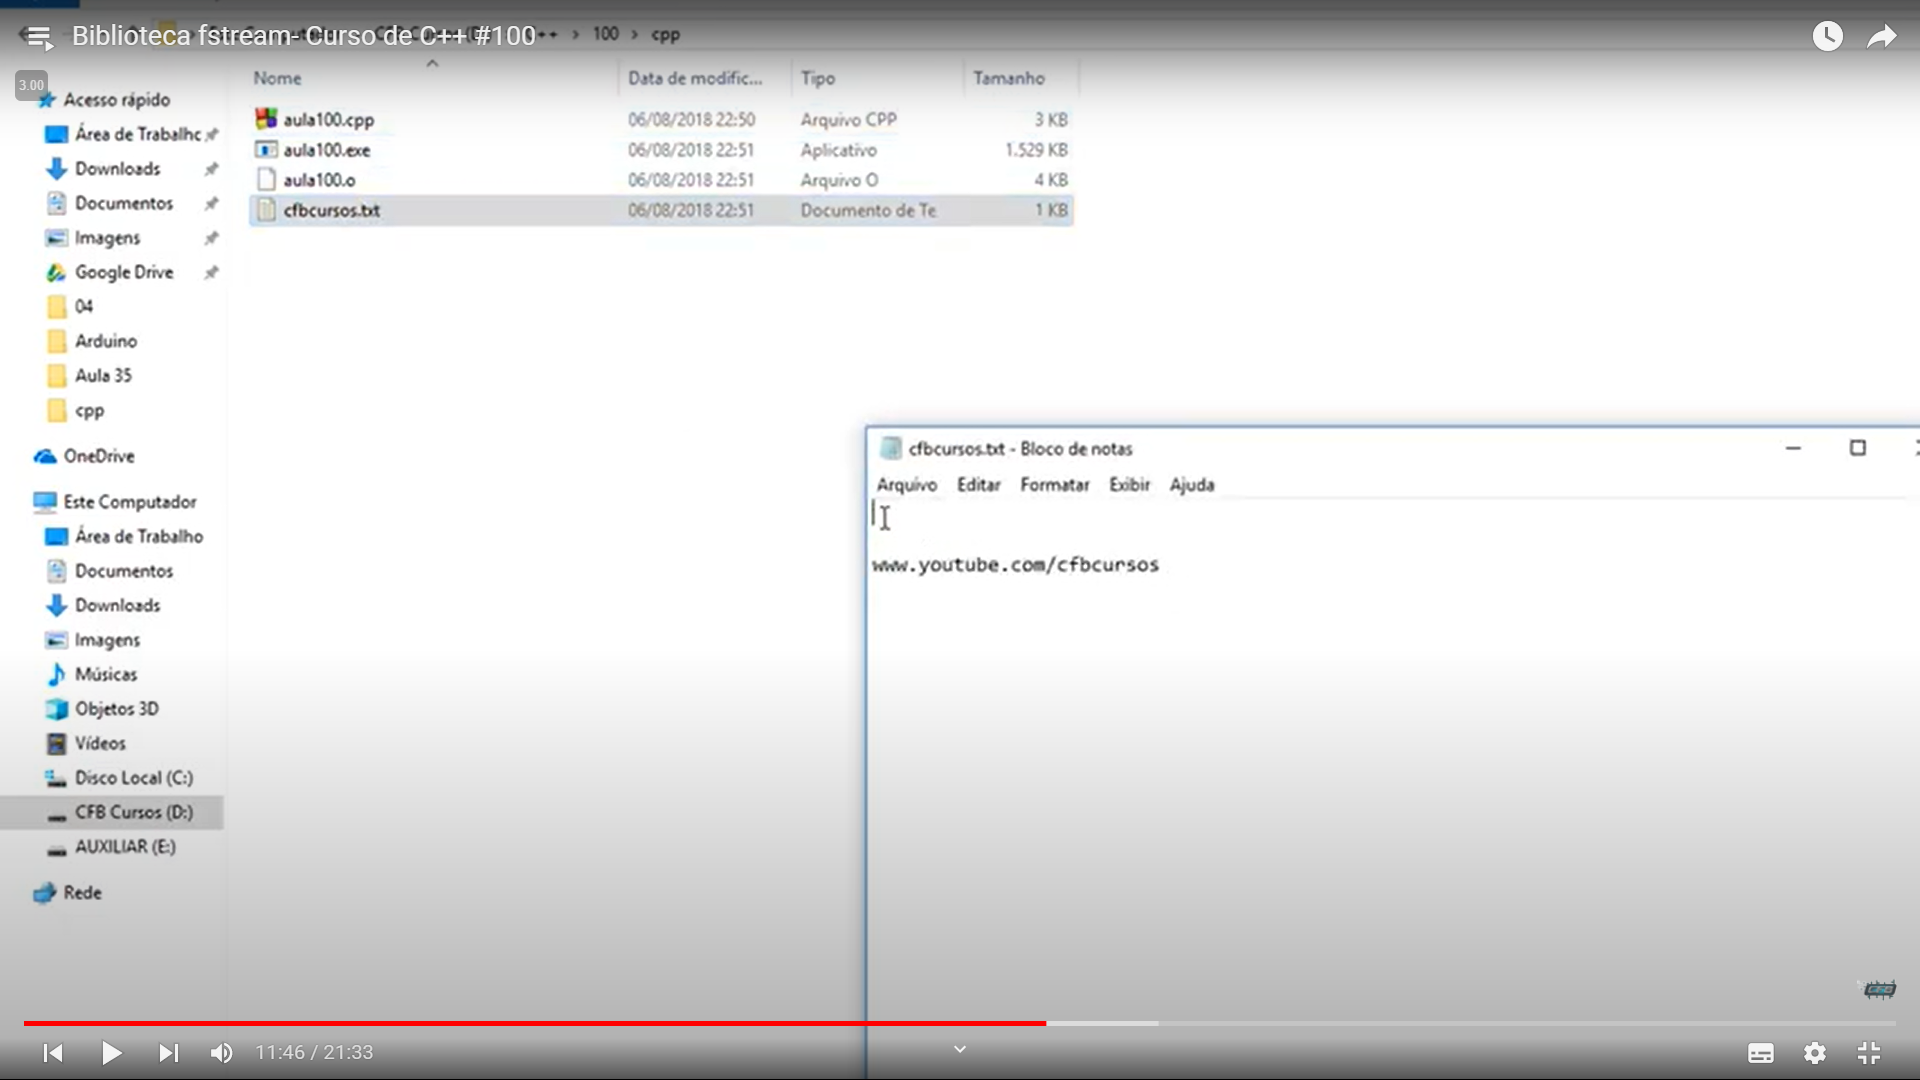 Biblioteca fstream- Curso de C++ #100
100 > cpp
3.00
Nome
Data de modific...
Tipo
Tamanho
aula100.cpp
06/08/2018 22:50
Arquivo CPP
3 KB
aula100.exe
06/08/2018 22:51
Aplicativo
1.529 KB
aula100.o
06/08/2018 22:51
Arquivo O
4 KB
cfbcursos.txt
06/08/2018 22:51
Documento de Te
1 KB
Acesso rápido
Área de Trabalhc
Downloads
Documentos
Imagens
Google Drive
04
Arduino
Aula 35
cpp
OneDrive
Este Computador
Área de Trabalho
Documentos
Downloads
Imagens
Músicas
Objetos 3D
Vídeos
Disco Local (C:)
CFB Cursos (D:)
AUXILIAR (E:)
Rede
cfbcursos.txt - Bloco de notas
Arquivo Editar Formatar Exibir Ajuda
www.youtube.com/cfbcursos
11:46 / 21:33